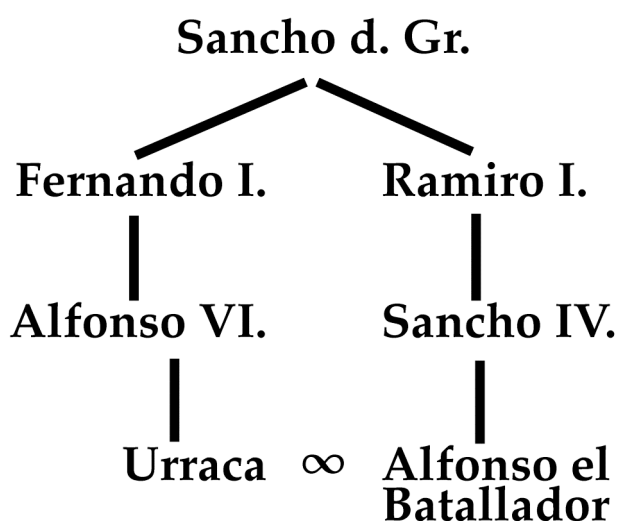 Sancho d. Gr.
Fernando I. Ramiro I.
Alfonso VI. Sancho IV.
Urraca ∞ Alfonso el
Batallador